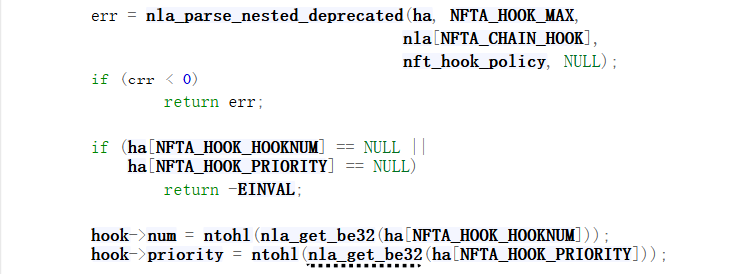 err = nla_parse_nested_deprecated(ha, NFTA_HOOK_MAX,
nla[NFTA_CHAIN_HOOK],
nft_hook_policy, NULL);
if (err < 0)
return err;
if (ha[NFTA_HOOK_HOOKNUM] == NULL ||
ha[NFTA_HOOK_PRIORITY] == NULL)
return -EINVAL;
hook->num = ntohl(nla_get_be32(ha[NFTA_HOOK_HOOKNUM]));
hook->priority = ntohl(nla_get_be32(ha[NFTA_HOOK_PRIORITY]));